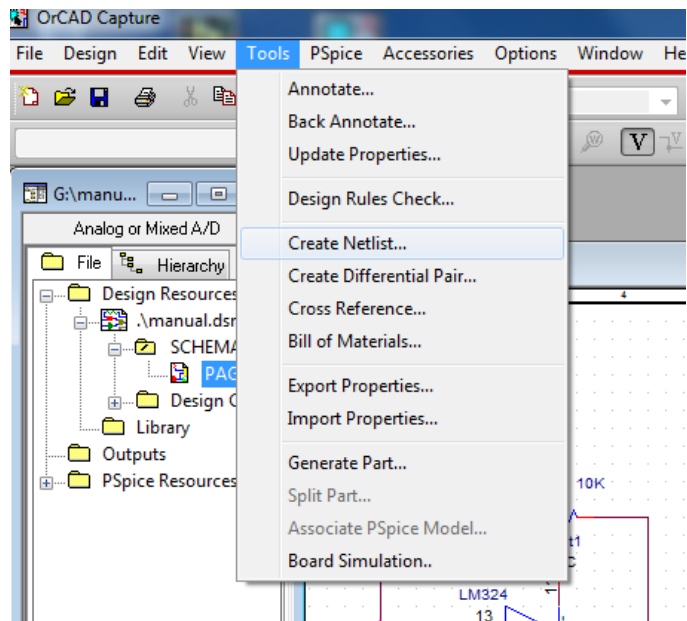 OrCAD Capture
File Design Edit View Tools PSpice Accessories Options Window He
Annotate...
Back Annotate...
Update Properties...
V
V
G:\manu...
Design Rules Check...
Analog or Mixed A/D
File Hierarchy
Create Netlist...
Create Differential Pair...
Cross Reference...
Bill of Materials...
Design Resources
.\manual.dsn
SCHEMA
PAG
Design C
Library
Outputs
PSpice Resources
Export Properties...
Import Properties...
Generate Part...
Split Part...
Associate PSpice Model...
Board Simulation..
4
10K
t1
C
LM324
13